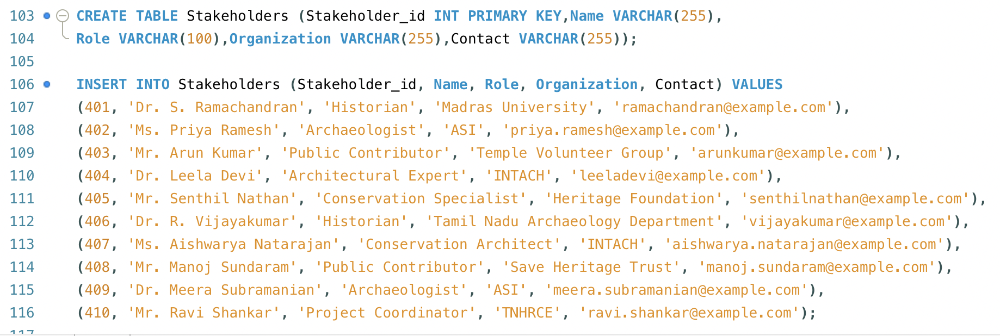 103 CREATE TABLE Stakeholders (Stakeholder_id INT PRIMARY KEY,Name VARCHAR(255),
104 Role VARCHAR(100),Organization VARCHAR(255),Contact VARCHAR(255));
105
106 INSERT INTO Stakeholders (Stakeholder_id, Name, Role, Organization, Contact) VALUES
107 (401, 'Dr. S. Ramachandran', 'Historian', 'Madras University', 'ramachandran@example.com'),
108 (402, 'Ms. Priya Ramesh', 'Archaeologist', 'ASI', 'priya.ramesh@example.com'),
109 (403, 'Mr. Arun Kumar', 'Public Contributor', 'Temple Volunteer Group', 'arunkumar@example.com'),
110 (404, 'Dr. Leela Devi', 'Architectural Expert', 'INTACH', 'leeladevi@example.com'),
111 (405, 'Mr. Senthil Nathan', 'Conservation Specialist', 'Heritage Foundation', 'senthilnathan@example.com'),
112 (406, 'Dr. R. Vijayakumar', 'Historian', 'Tamil Nadu Archaeology Department', 'vijayakumar@example.com'),
113 (407, 'Ms. Aishwarya Natarajan', 'Conservation Architect', 'INTACH', 'aishwarya.natarajan@example.com'),
114 (408, 'Mr. Manoj Sundaram', 'Public Contributor', 'Save Heritage Trust', 'manoj.sundaram@example.com'),
115 (409, 'Dr. Meera Subramanian', 'Archaeologist', 'ASI', 'meera.subramanian@example.com'),
116 (410, 'Mr. Ravi Shankar', 'Project Coordinator', 'TNHRCE', 'ravi.shankar@example.com');
117